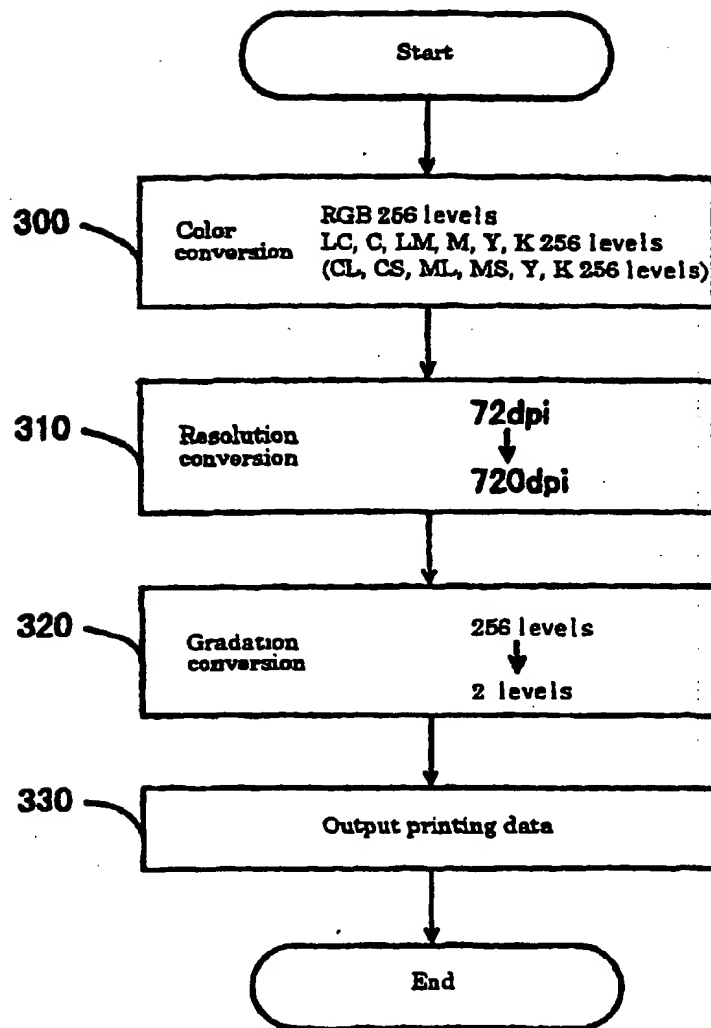 Start
300
Color
conversion
RGB 256 levels
LC, C, LM, M, Y, K 256 levels
(CL, CS, ML, MS, Y, K 256 levels)
310
Resolution
conversion
72dpi
720dpi
320
Gradation
conversion
256 levels
2 levels
330
Output printing data
End